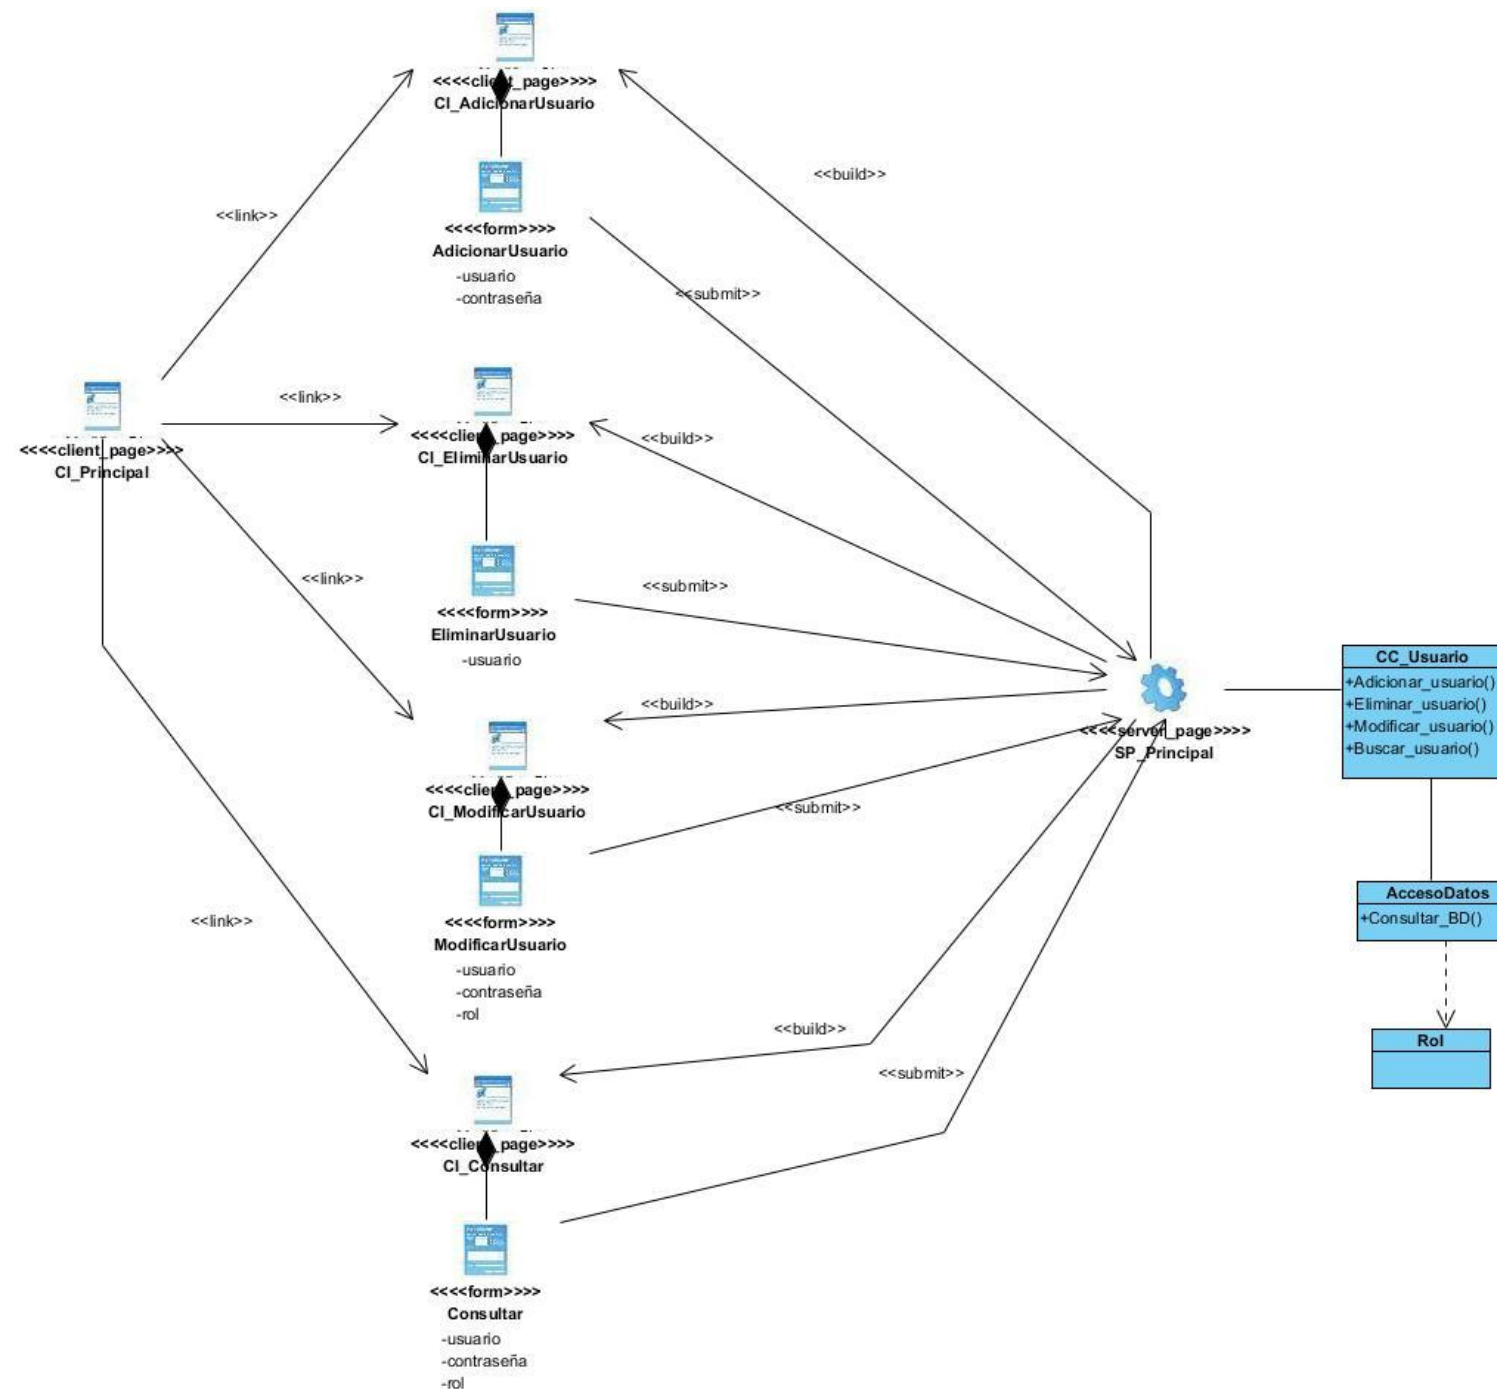 <<<<client_page>>>>
CI_AdicionarUsuario
<<build>>
<<link>>
<<<<form>>>>
AdicionarUsuario
-usuario
-contraseña
<<submit>>
<<link>>
<<<<client_page>>>>
CI_Principal
<<<<client_page>>>>
CI_EliminarUsuario
<<build>>
<<link>>
<<submit>>
<<<<form>>>>
EliminarUsuario
-usuario
<<build>>
<<<<server_page>>>>
SP_Principal
CC_Usuario
+Adicionar_usuario()
+Eliminar_usuario()
+Modificar_usuario()
+Buscar_usuario()
<<<<client_page>>>>
CI_ModificarUsuario
<<submit>>
<<<<form>>>>
ModificarUsuario
-usuario
-contraseña
-rol
<<link>>
AccesoDatos
+Consultar_BD()
<<build>>
Rol
<<submit>>
<<<<client_page>>>>
CI_Consultar
<<<<form>>>>
Consultar
-usuario
-contraseña
-rol